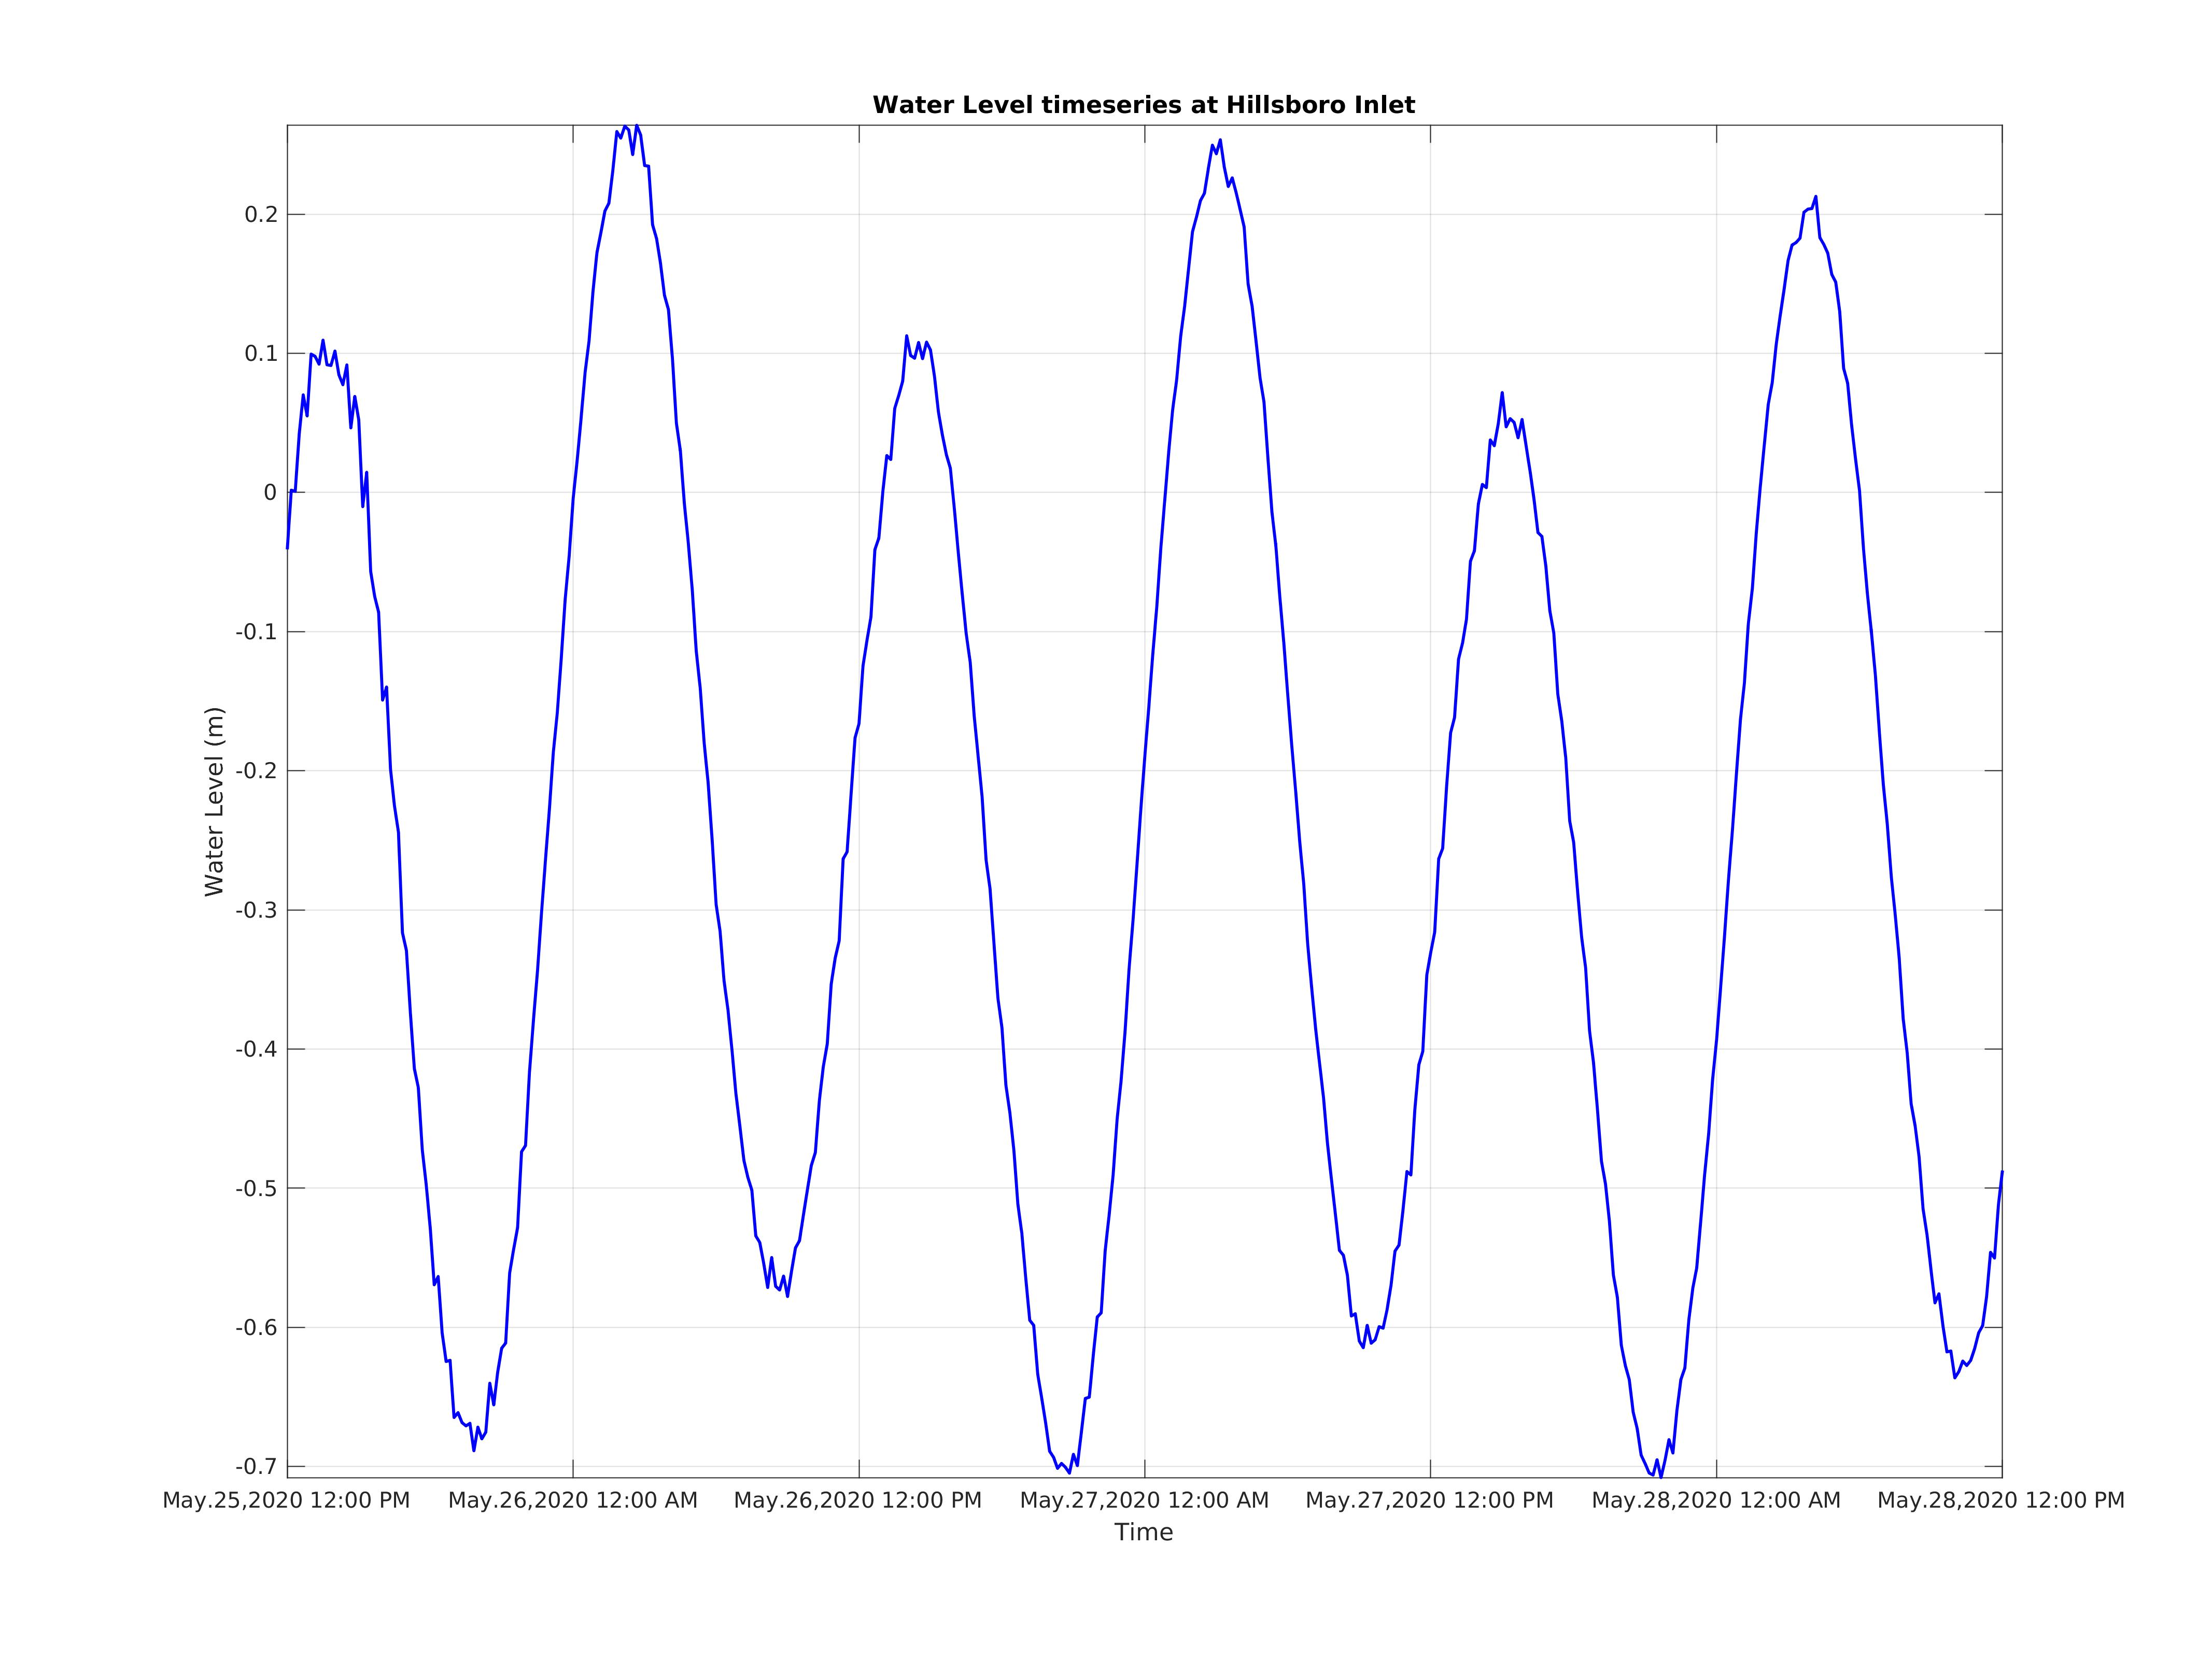 Water Level timeseries at Hillsboro Inlet
Water Level (m)
0.2
0.1
0
-0.1
-0.2
-0.3
-0.4
-0.5
-0.6
-0.7
May.25,2020 12:00 PM
May.26,2020 12:00 AM
May.26,2020 12:00 PM
May.27,2020 12:00 AM
May.27,2020 12:00 PM
May.28,2020 12:00 AM
May.28,2020 12:00 PM
Time